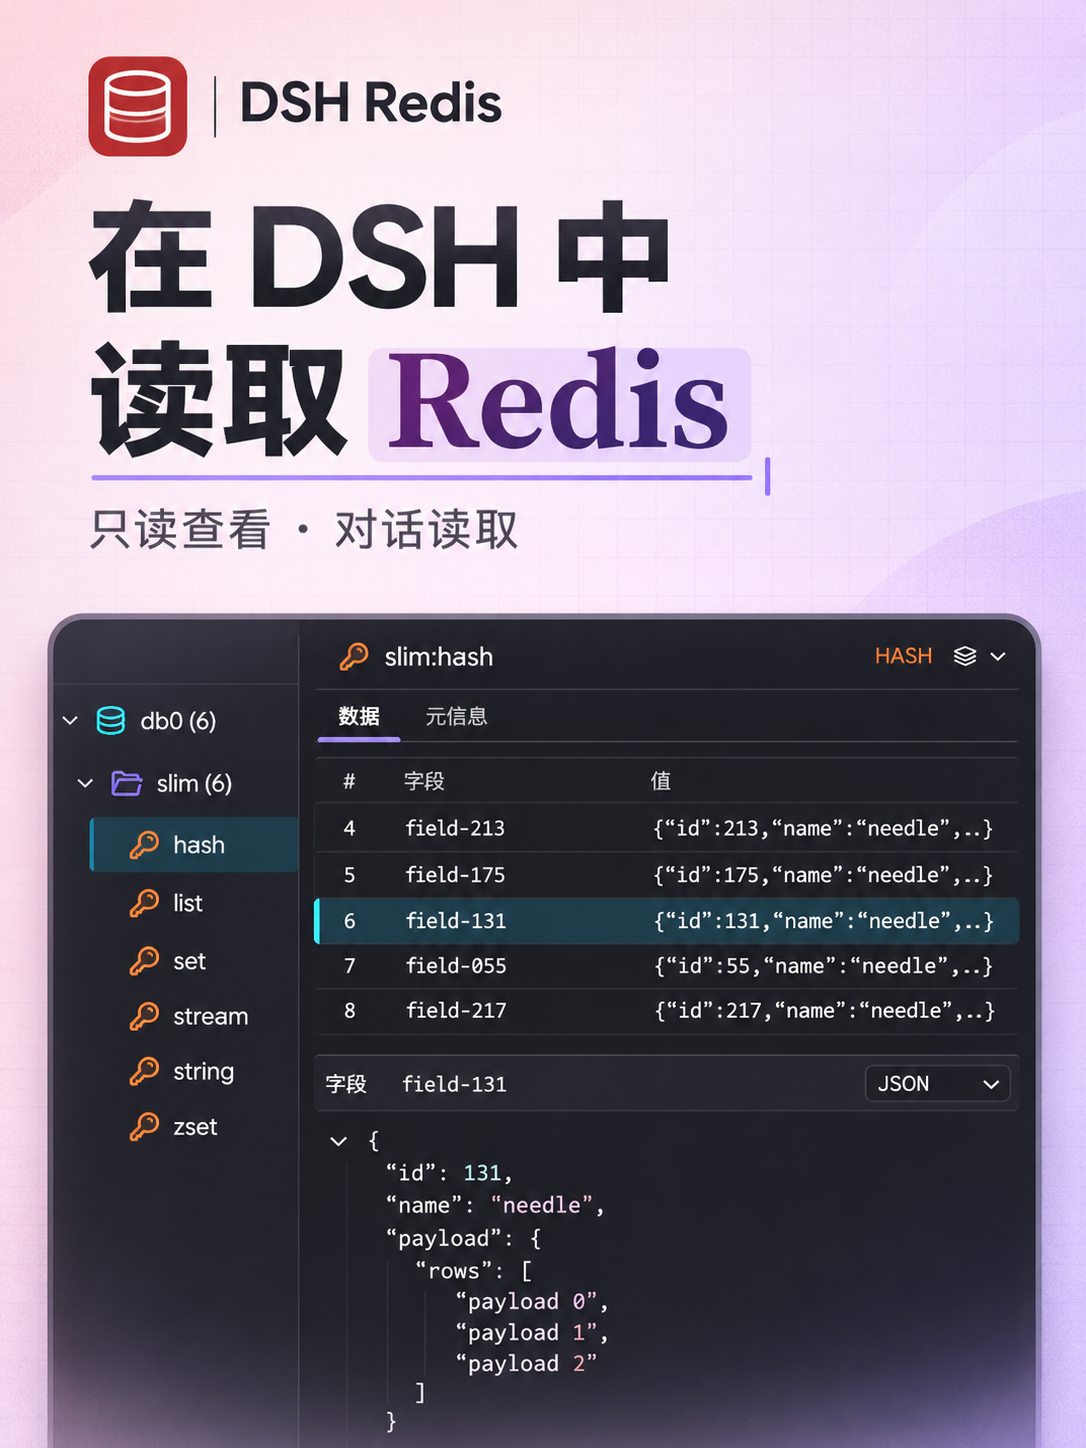 DSH Redis
在 DSH 中
读取 Redis
只读查看 · 对话读取
slim:hash
HASH
db0 (6)
slim (6)
hash
list
set
stream
string
zset
数据 元信息
# 字段 值
4 field-213 {“id”:213,“name”:“needle”,..}
5 field-175 {“id”:175,“name”:“needle”,..}
6 field-131 {“id”:131,“name”:“needle”,..}
7 field-055 {“id”:55,“name”:“needle”,..}
8 field-217 {“id”:217,“name”:“needle”,..}
字段 field-131 JSON
{
“id”: 131,
“name”: “needle”,
“payload”: {
“rows”: [
“payload 0”,
“payload 1”,
“payload 2”
]
}